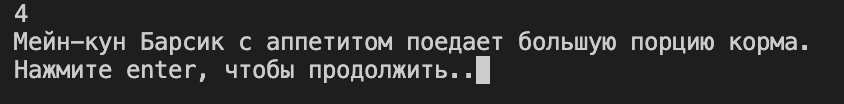 4
Мейн-кун Барсик с аппетитом поедает большую порцию корма.
Нажмите enter, чтобы продолжить..